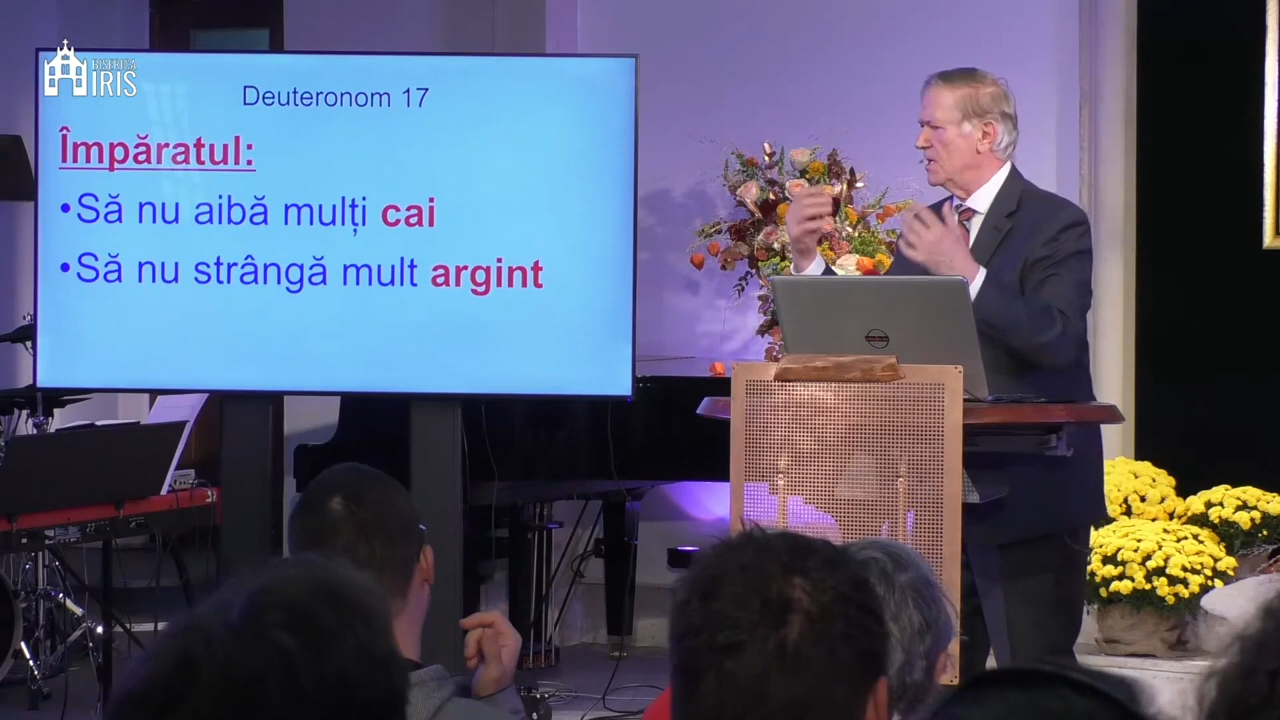 BISERICA
IRIS
Deuteronom 17
Împăratul:
•Să nu aibă mulți cai
•Să nu strângă mult argint